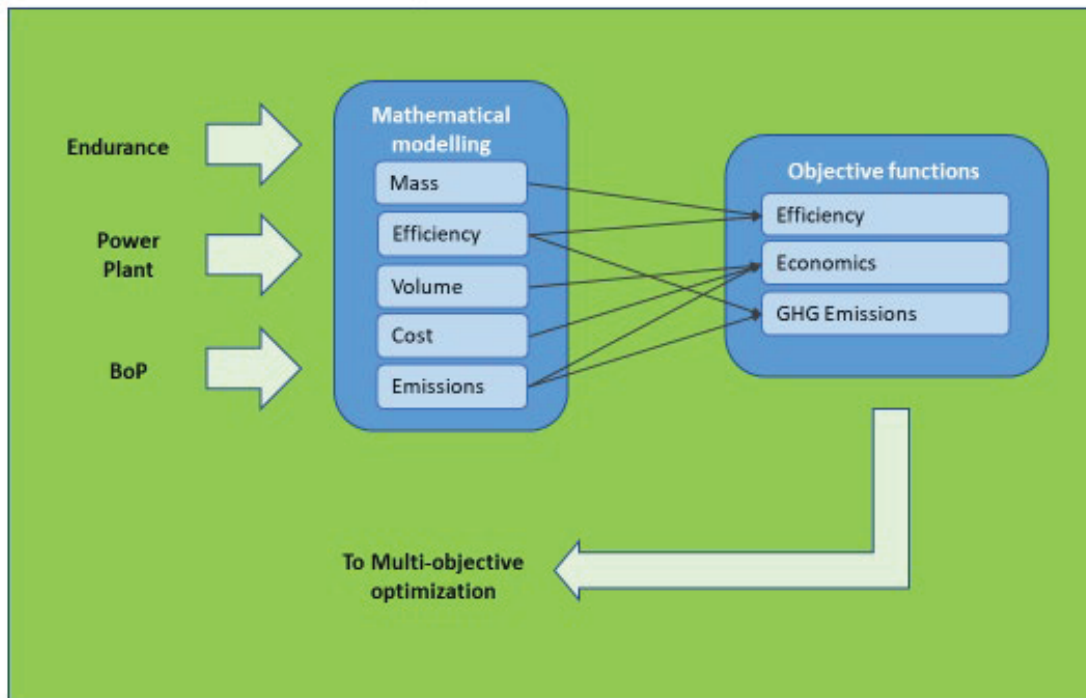 Endurance
Power
Plant
BoP
Mathematical
modelling
Mass
Efficiency
Volume
Cost
Emissions
Objective functions
Efficiency
Economics
GHG Emissions
To Multi-objective
optimization